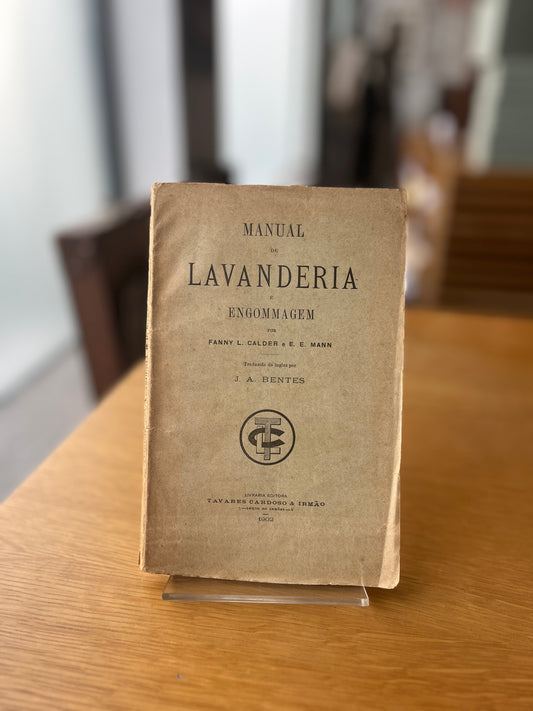 MANUAL
DE
LAVANDERIA
E
ENGOMMAGEM
POR
FANNY L. CALDER e E. E. MANN
Traduzido do inglez por
J. A. BENTES
LIVRARIA EDITORA
TAVARES CARDOSO & IRMÃO
1902